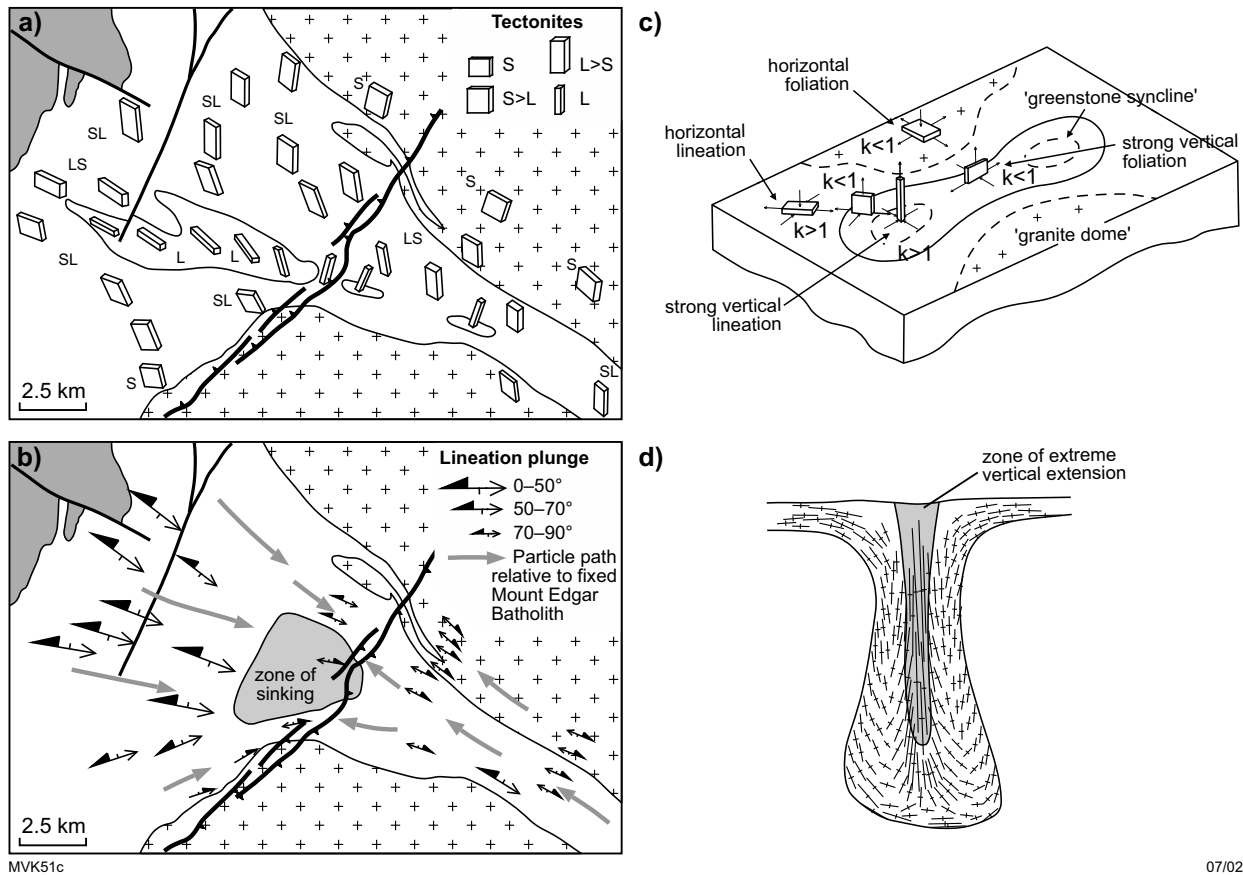 a)
Tectonites
S
L>S
S>L
L
S
SL
SL
SL
SL
LS
S
LS
L
L
SL
S
SL
SL
S
2.5 km
b)
Lineation plunge
0–50°
50–70°
70–90°
Particle path
relative to fixed
Mount Edgar
Batholith
zone of
sinking
2.5 km
MVK51c
c)
horizontal
foliation
'greenstone syncline'
horizontal
lineation
strong vertical
foliation
k<1
k<1
k<1
k>1
k>1
'granite dome'
strong vertical
lineation
d)
zone of extreme
vertical extension
07/02